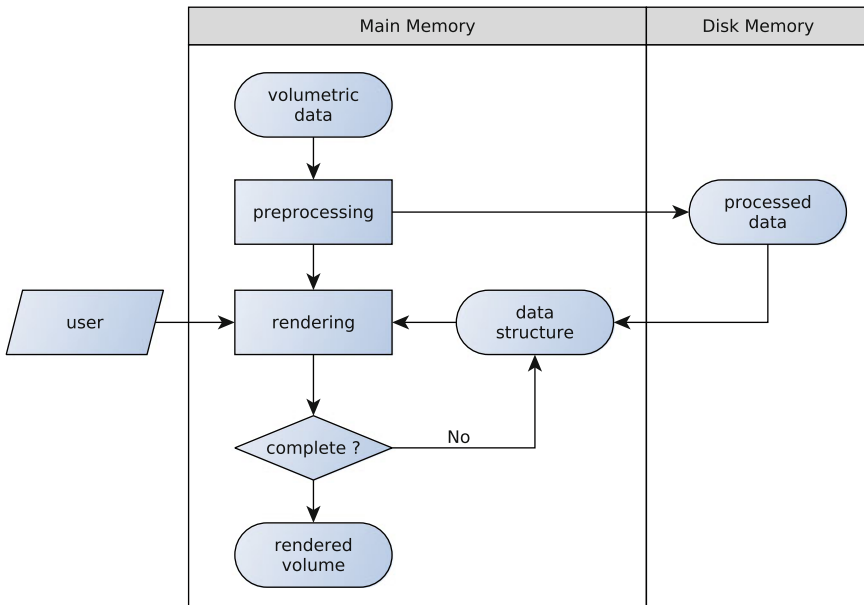 Main Memory
Disk Memory
volumetric
data
preprocessing
processed
data
user
rendering
data
structure
complete ?
No
rendered
volume